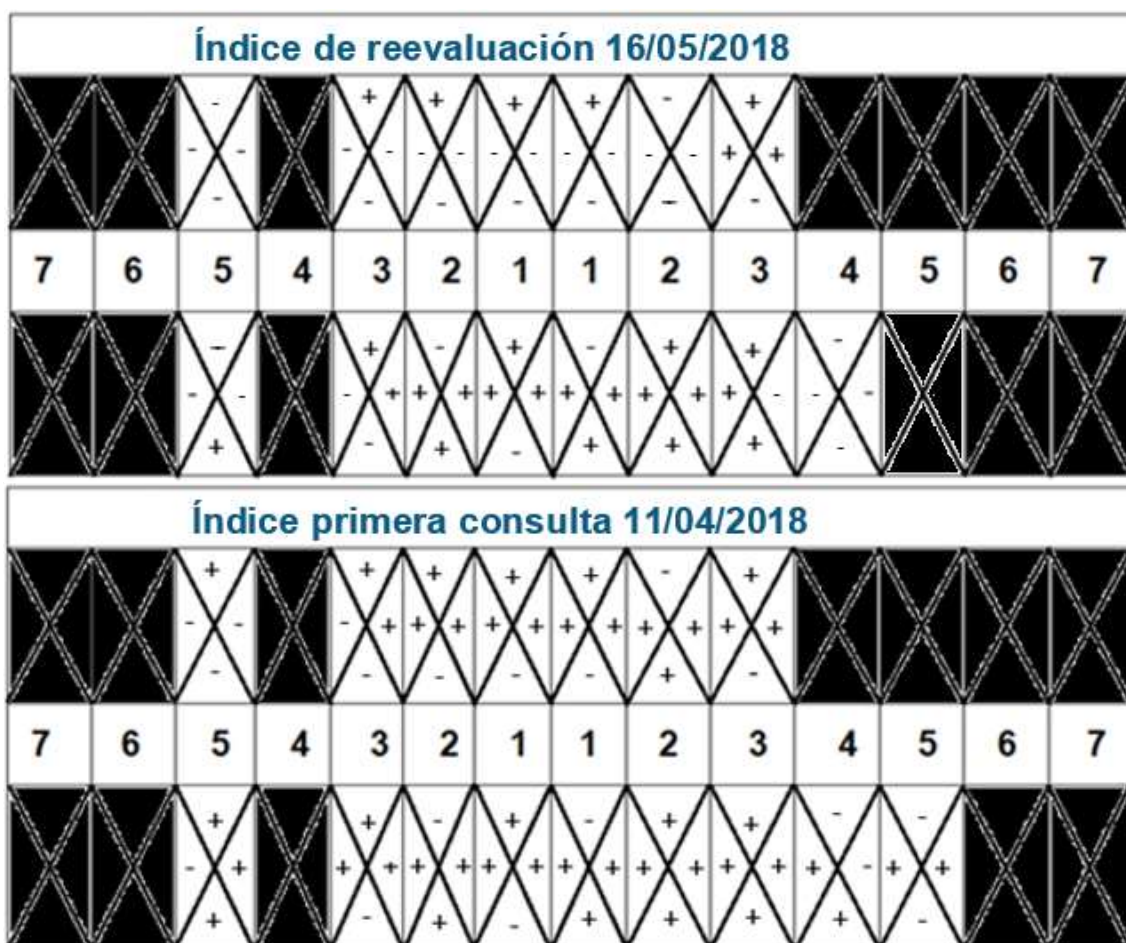 Índice de reevaluación 16/05/2018
- + + + + - +
- - - - - - - - - - - - + +
- - - - - - -
7 6 5 4 3 2 1 1 2 3 4 5 6 7
- + - + - + + -
- - - + + + + + + + + + + - - -
+ - + - + + + -
Índice primera consulta 11/04/2018
+ + + + + - +
- - - + + + + + + + + + + +
- - - - - + -
7 6 5 4 3 2 1 1 2 3 4 5 6 7
+ + - + - + + - -
- + + + + + + + + + + + + + + - + +
+ - + - + + + + -